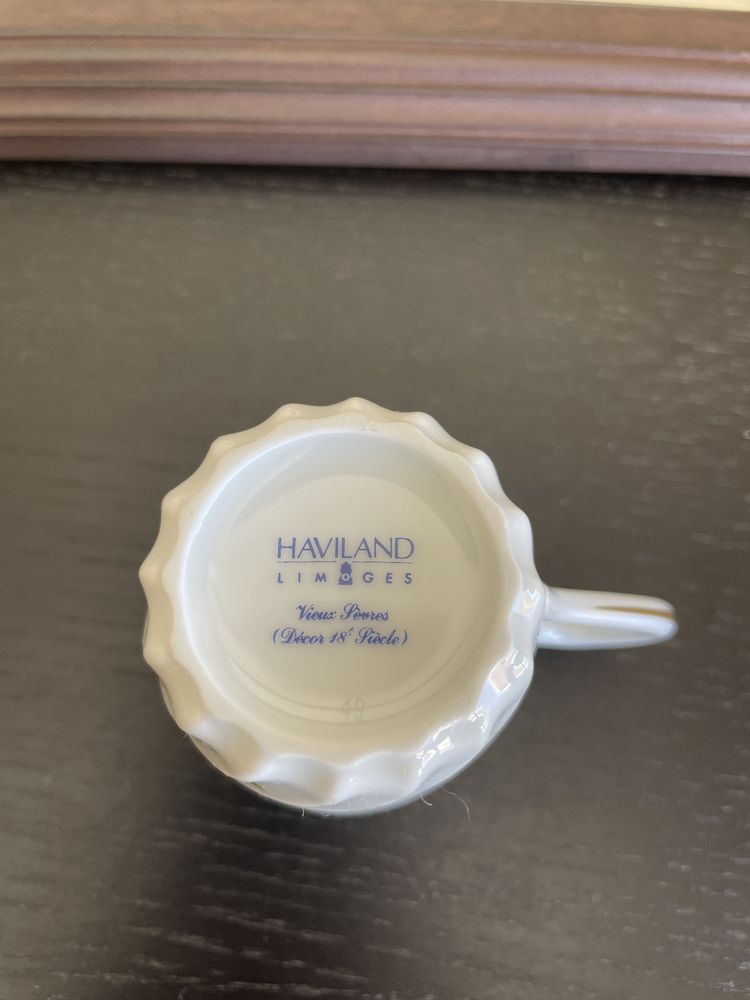 HAVILAND
LIMOGES
Vieux Sèvres
(Décor 18e Siècle)
49